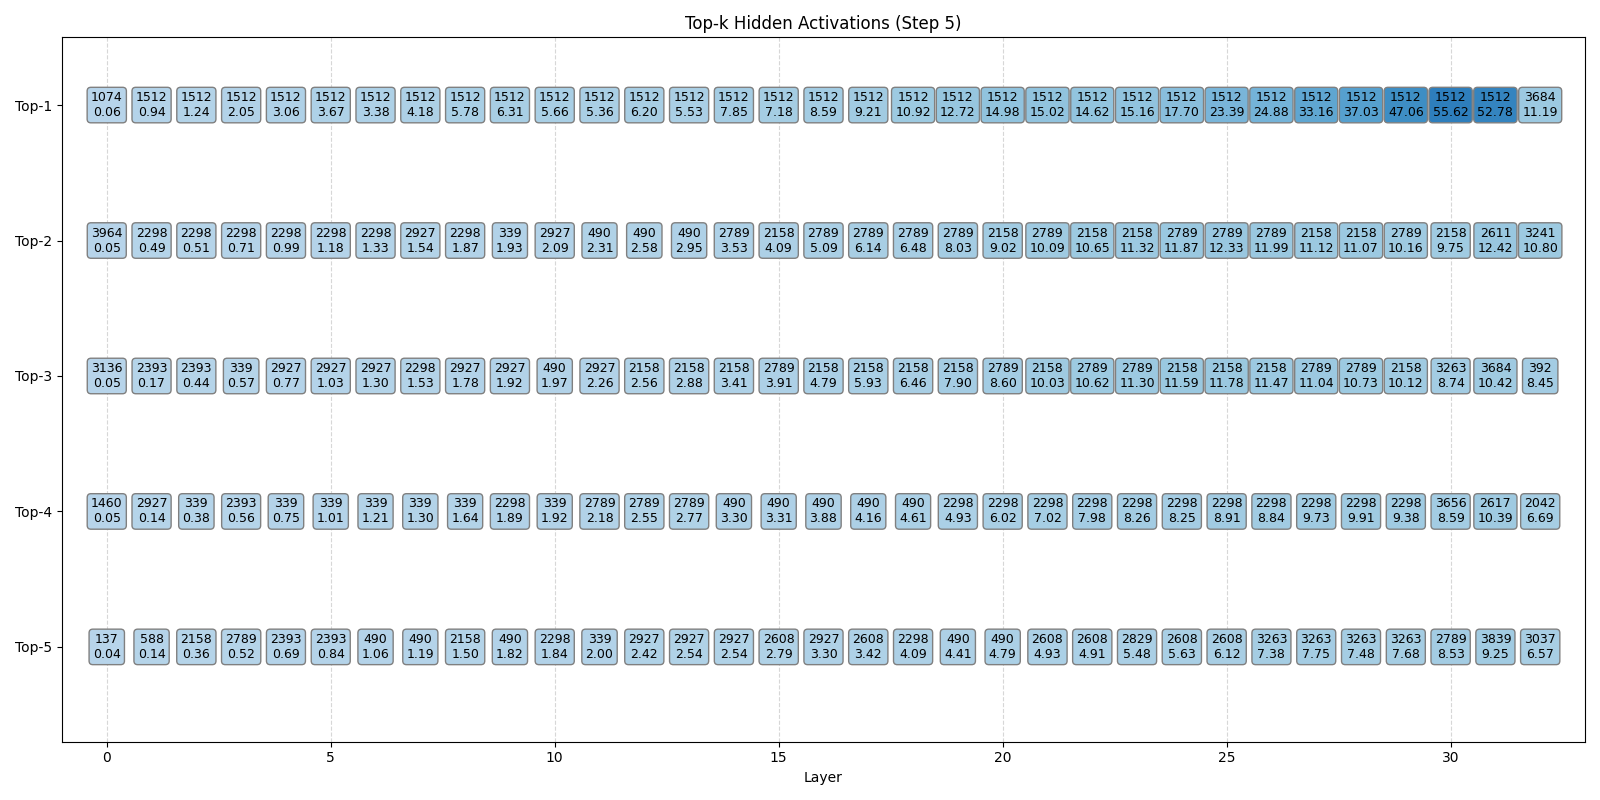 Top-k Hidden Activations (Step 5)
Top-1
1074 1512 1512 1512 1512 1512 1512 1512 1512 1512 1512 1512 1512 1512 1512 1512 1512 1512 1512 1512 1512 1512 1512 1512 1512 1512 1512 1512 1512 1512 1512 1512 3684
0.06 0.94 1.24 2.05 3.06 3.67 3.38 4.18 5.78 6.31 5.66 5.36 6.20 5.53 7.85 7.18 8.59 9.21 10.92 12.72 14.98 15.02 14.62 15.16 17.70 23.39 24.88 33.16 37.03 47.06 55.62 52.78 11.19
Top-2
3964 2298 2298 2298 2298 2298 2298 2927 2298 339 2927 490 490 490 2789 2158 2789 2789 2789 2789 2158 2789 2158 2158 2789 2789 2789 2158 2158 2789 2158 2611 3241
0.05 0.49 0.51 0.71 0.99 1.18 1.33 1.54 1.87 1.93 2.09 2.31 2.58 2.95 3.53 4.09 5.09 6.14 6.48 8.03 9.02 10.09 10.65 11.32 11.87 12.33 11.99 11.12 11.07 10.16 9.75 12.42 10.80
Top-3
3136 2393 2393 339 2927 2927 2927 2298 2927 2927 490 2927 2158 2158 2158 2789 2158 2158 2158 2158 2789 2158 2789 2789 2158 2158 2158 2789 2789 2158 3263 3684 392
0.05 0.17 0.44 0.57 0.77 1.03 1.30 1.53 1.78 1.92 1.97 2.26 2.56 2.88 3.41 3.91 4.79 5.93 6.46 7.90 8.60 10.03 10.62 11.30 11.59 11.78 11.47 11.04 10.73 10.12 8.74 10.42 8.45
Top-4
1460 2927 339 2393 339 339 339 339 339 2298 339 2789 2789 2789 490 490 490 490 490 2298 2298 2298 2298 2298 2298 2298 2298 2298 2298 2298 3656 2617 2042
0.05 0.14 0.38 0.56 0.75 1.01 1.21 1.30 1.64 1.89 1.92 2.18 2.55 2.77 3.30 3.31 3.88 4.16 4.61 4.93 6.02 7.02 7.98 8.26 8.25 8.91 8.84 9.73 9.91 9.38 8.59 10.39 6.69
Top-5
137 588 2158 2789 2393 2393 490 490 2158 490 2298 339 2927 2927 2927 2608 2927 2608 2298 490 490 2608 2608 2829 2608 2608 3263 3263 3263 3263 2789 3839 3037
0.04 0.14 0.36 0.52 0.69 0.84 1.06 1.19 1.50 1.82 1.84 2.00 2.42 2.54 2.54 2.79 3.30 3.42 4.09 4.41 4.79 4.93 4.91 5.48 5.63 6.12 7.38 7.75 7.48 7.68 8.53 9.25 6.57
0 5 10 15 20 25 30
Layer